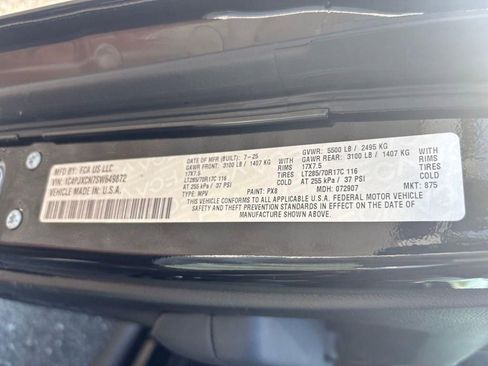 MFD BY: FCA US LLC
DATE OF MFR (BUILT): 7-25
GVWR: 5500 LB / 2495 KG
GAWR FRONT: 3100 LB / 1407 KG
GAWR REAR: 3100 LB / 1407 KG
17X7.5 RIMS
17X7.5 RIMS
LT285/70R17C 116 TIRES
LT285/70R17C 116 TIRES
AT 255 kPa / 37 PSI COLD
AT 255 kPa / 37 PSI COLD
VEHICLE MADE IN: U.S.A.
TYPE: MPV
PAINT: PX8
MDH: 072907
MKT: 875
CONFORMS TO ALL APPLICABLE U.S.A. FEDERAL MOTOR VEHICLE
SAFETY AND THEFT PREVENTION STANDARDS IN EFFECT ON THE DATE OF
MANUFACTURE SHOWN ABOVE.